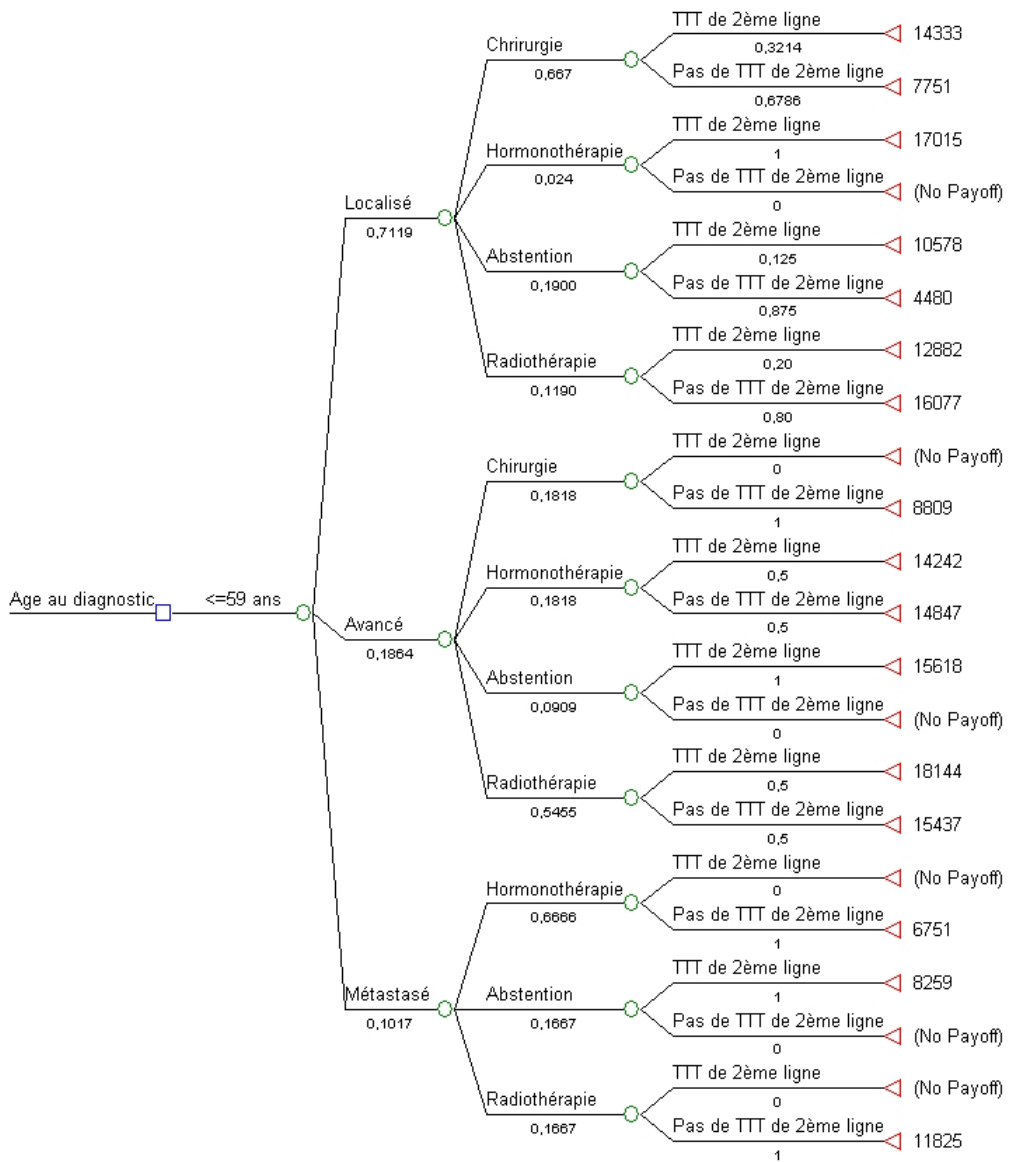 TTT de 2ème ligne
0,3214
14333
Chrirurgie
0,667
Pas de TTT de 2ème ligne
0,6786
7751
TTT de 2ème ligne
1
17015
Hormonothérapie
0,024
Pas de TTT de 2ème ligne
0
(No Payoff)
Localisé
0,7119
TTT de 2ème ligne
0,125
10578
Abstention
0,1900
Pas de TTT de 2ème ligne
0,875
4480
TTT de 2ème ligne
0,20
12882
Radiothérapie
0,1190
Pas de TTT de 2ème ligne
0,80
16077
TTT de 2ème ligne
0
(No Payoff)
Chirurgie
0,1818
Pas de TTT de 2ème ligne
1
8809
TTT de 2ème ligne
0,5
14242
Hormonothérapie
0,1818
Pas de TTT de 2ème ligne
0,5
14847
Age au diagnostic
<=59 ans
Avancé
0,1864
TTT de 2ème ligne
1
15618
Abstention
0,0909
Pas de TTT de 2ème ligne
0
(No Payoff)
TTT de 2ème ligne
0,5
18144
Radiothérapie
0,5455
Pas de TTT de 2ème ligne
0,5
15437
TTT de 2ème ligne
0
(No Payoff)
Hormonothérapie
0,6666
Pas de TTT de 2ème ligne
1
6751
Métastasé
0,1017
TTT de 2ème ligne
1
8259
Abstention
0,1667
Pas de TTT de 2ème ligne
0
(No Payoff)
TTT de 2ème ligne
0
(No Payoff)
Radiothérapie
0,1667
Pas de TTT de 2ème ligne
1
11825